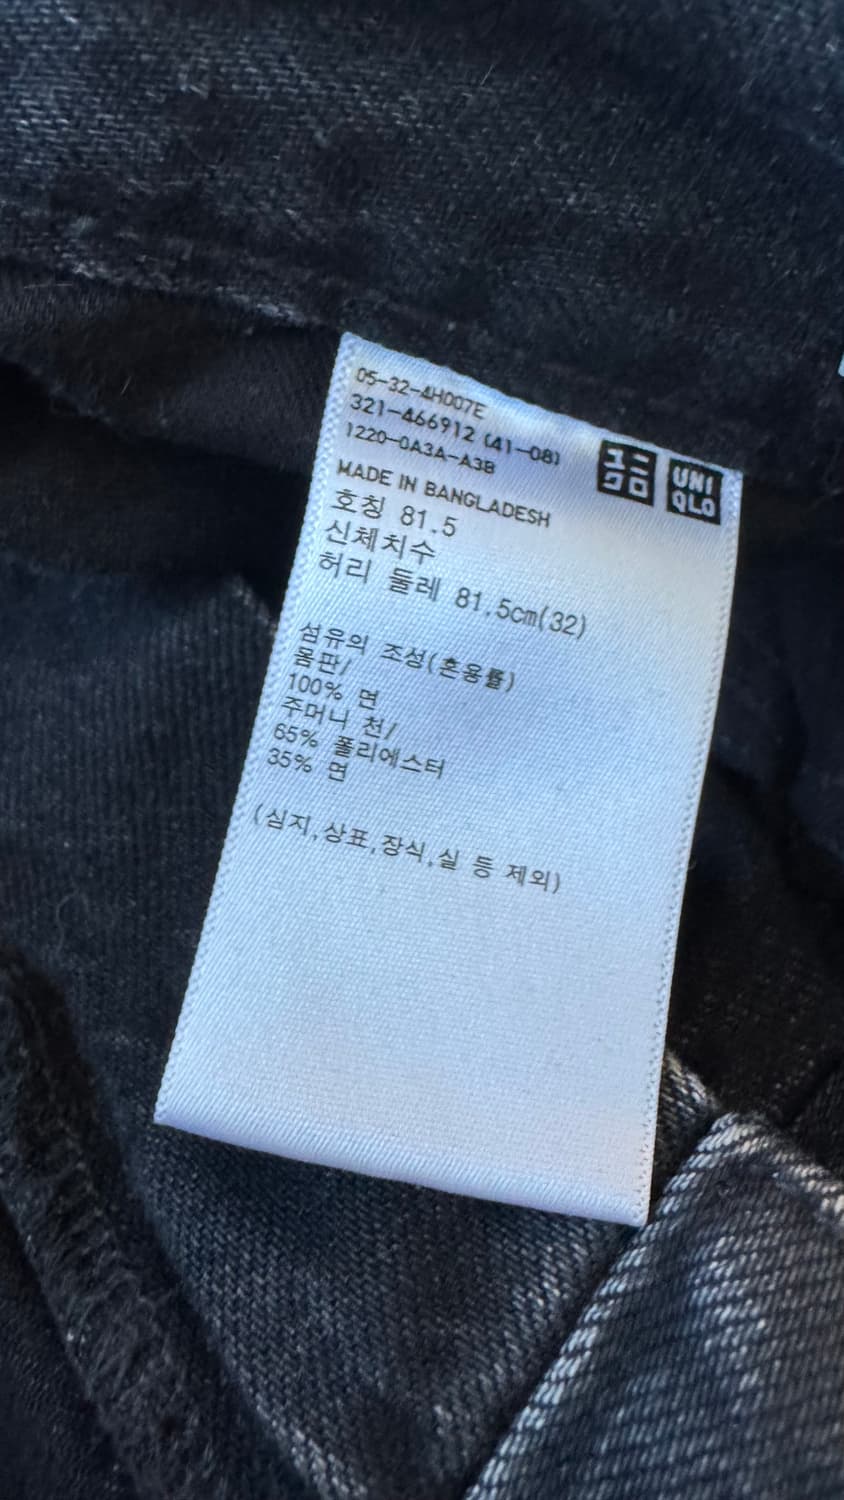 05-32-4H007E
321-466912 (41-08)
1220-0A3A-A3B
ユニクロ
UNIQLO
MADE IN BANGLADESH
호칭 81.5
신체치수
허리 둘레 81.5cm(32)
섬유의 조성(혼용률)
몸판/
100% 면
주머니 천/
65% 폴리에스터
35% 면
(심지,상표,장식,실 등 제외)